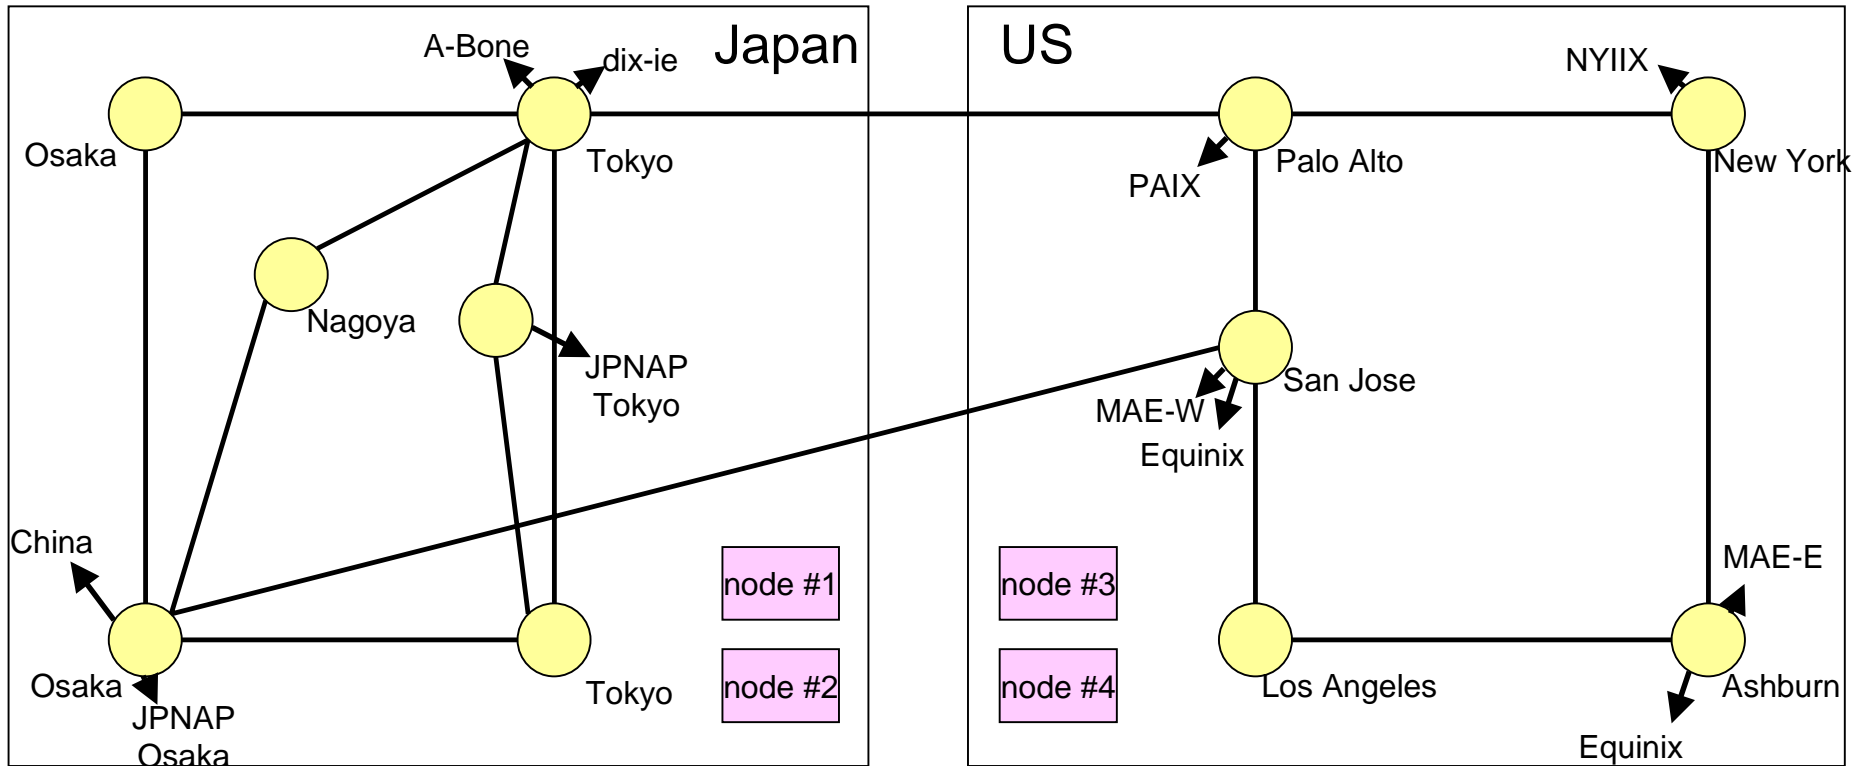 A-Bone
dix-ie
Japan
Osaka
Tokyo
Nagoya
JPNAP
Tokyo
China
node #1
node #2
Osaka
JPNAP
Osaka
Tokyo
US
NYIIX
PAIX
Palo Alto
New York
San Jose
MAE-W
Equinix
node #3
node #4
MAE-E
Los Angeles
Ashburn
Equinix